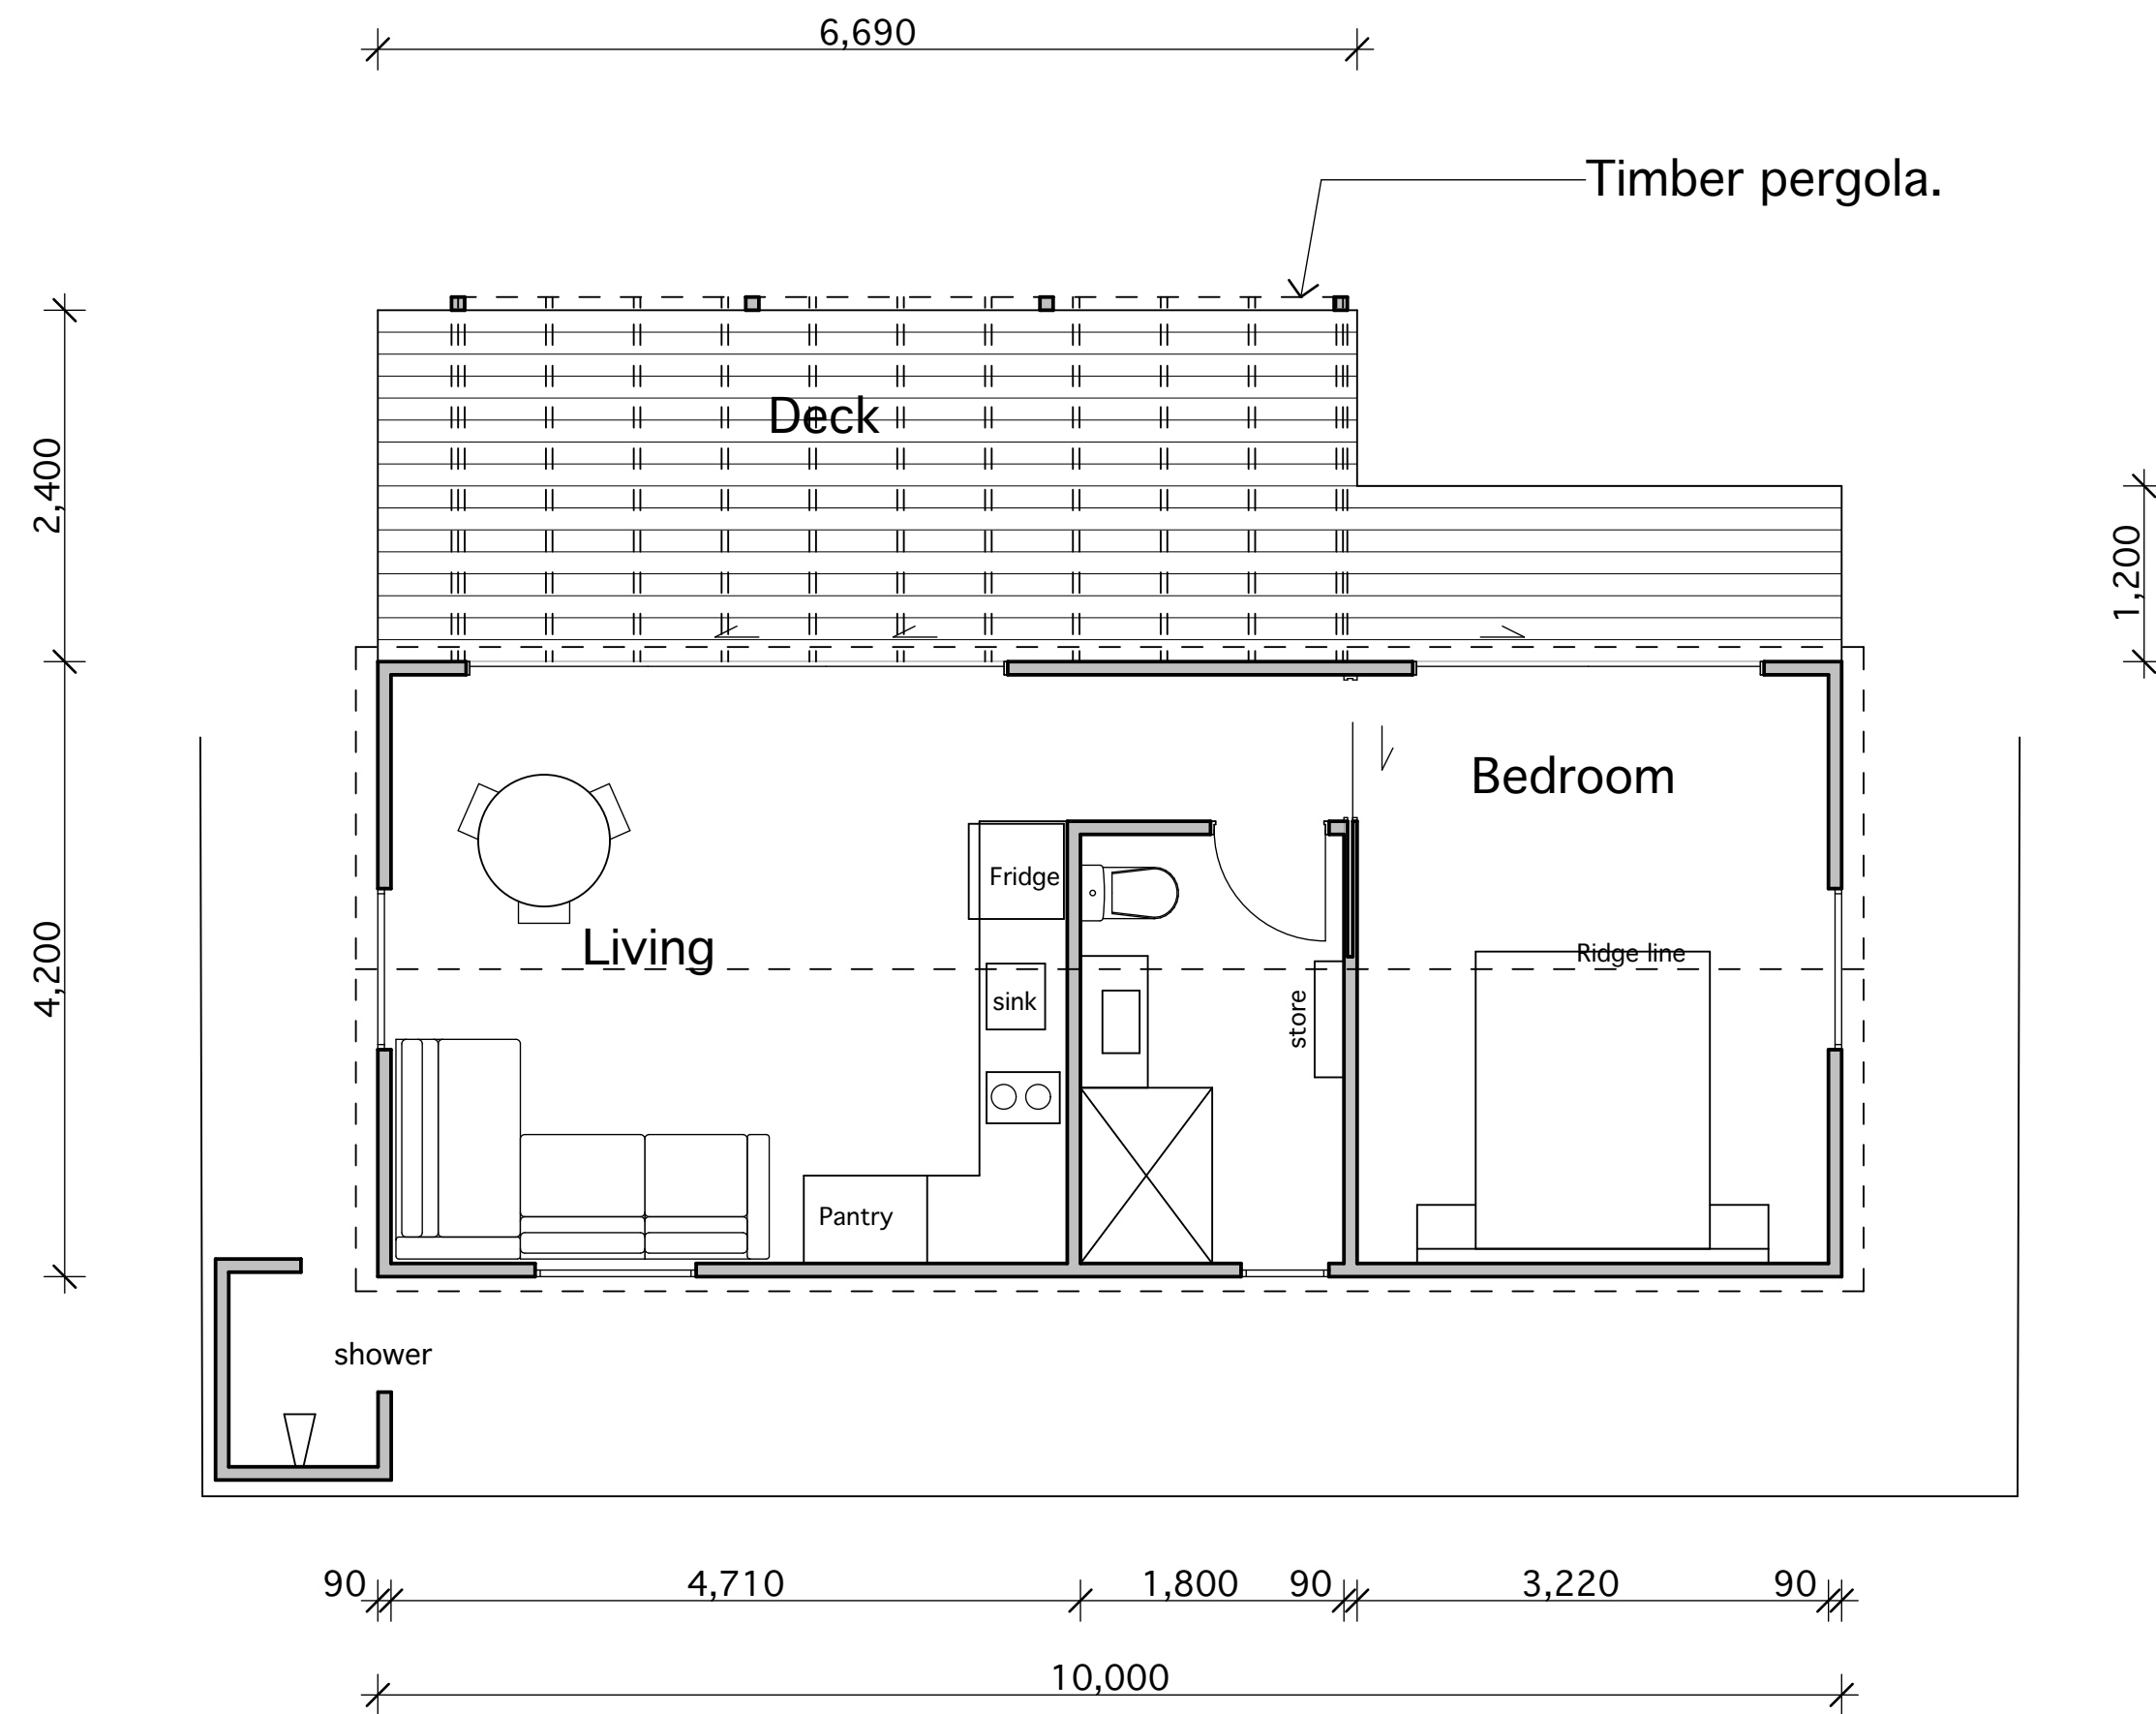 6,690
Timber pergola.
Deck
2,400
1,200
Bedroom
Fridge
Living
Ridge line
sink
store
4,200
Pantry
shower
90
4,710
1,800
90
3,220
90
10,000